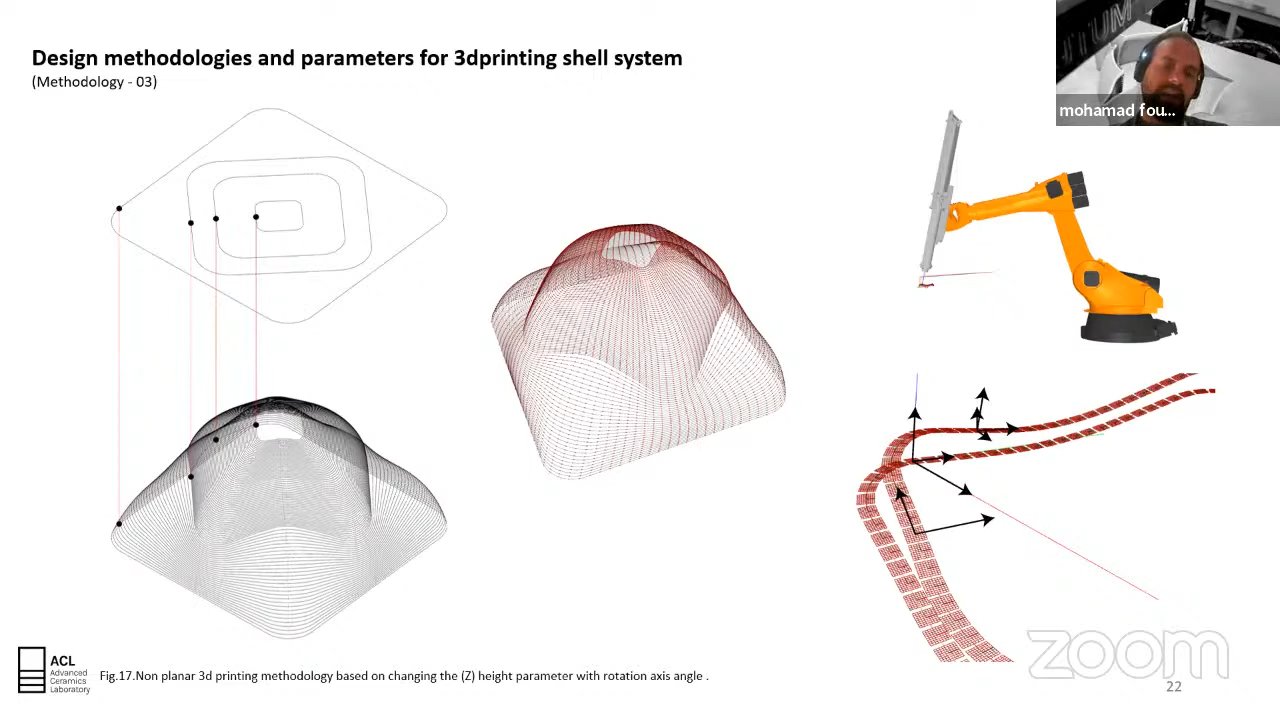 Design methodologies and parameters for 3dprinting shell system
(Methodology - 03)
mohamad fou...
ACL
Advanced
Ceramics
Laboratory
Fig.17.Non planar 3d printing methodology based on changing the (Z) height parameter with rotation axis angle .
zoom
22